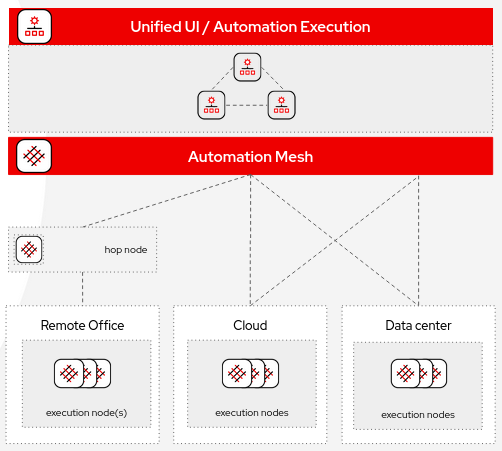 Unified UI / Automation Execution
Automation Mesh
hop node
Remote Office
Cloud
Data center
execution node(s)
execution nodes
execution nodes